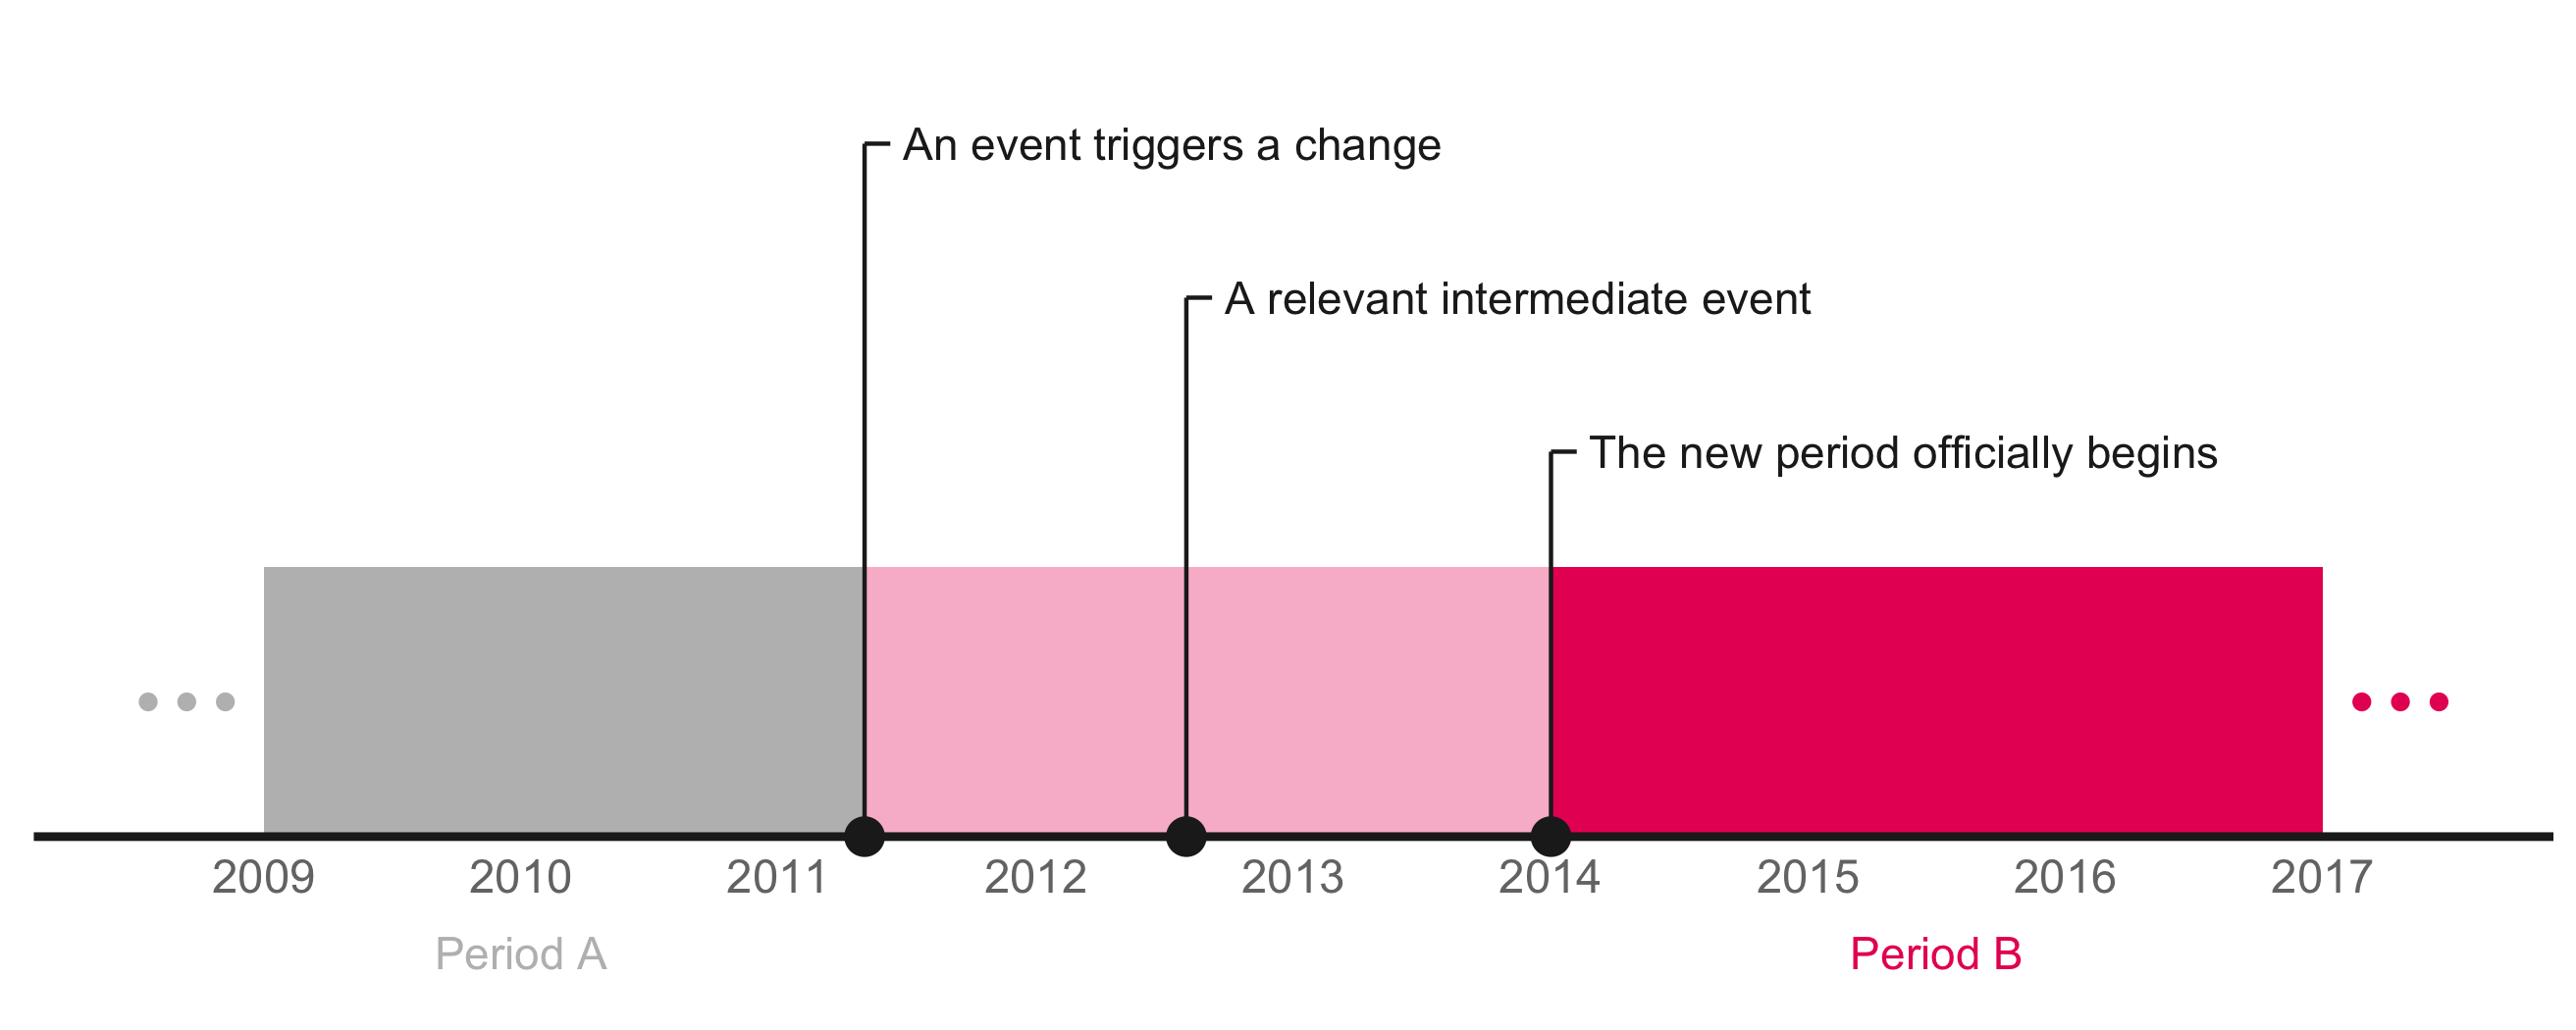 An event triggers a change
A relevant intermediate event
The new period officially begins
2009 2010 2011 2012 2013 2014 2015 2016 2017
Period A Period B